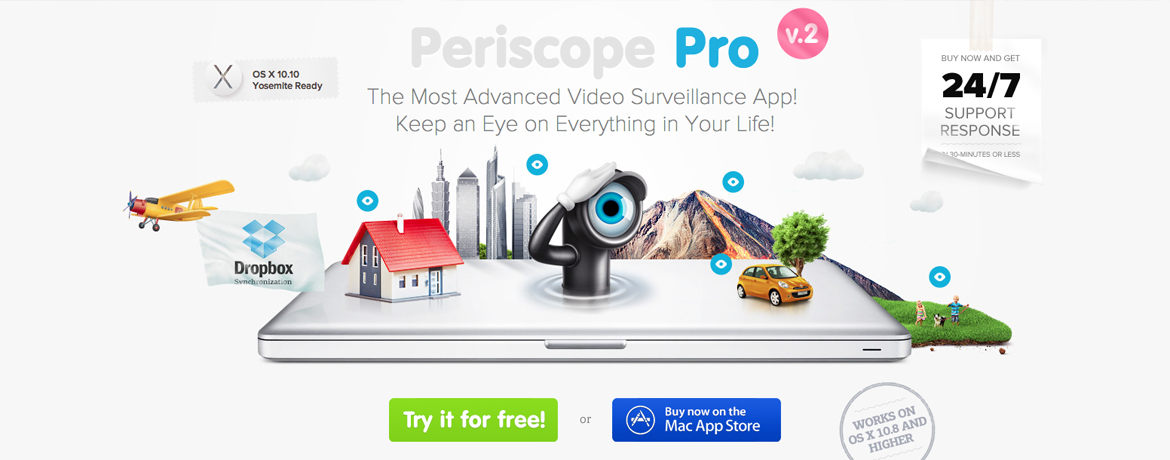 Periscope Pro
v.2
OS X 10.10
Yosemite Ready
The Most Advanced Video Surveillance App!
Keep an Eye on Everything in Your Life!
BUY NOW AND GET
24/7
SUPPORT
RESPONSE
30-MINUTES OR LESS
Dropbox
Synchronization
Try it for free!
or
Buy now on the
Mac App Store
WORKS ON
OS X 10.8 AND
HIGHER